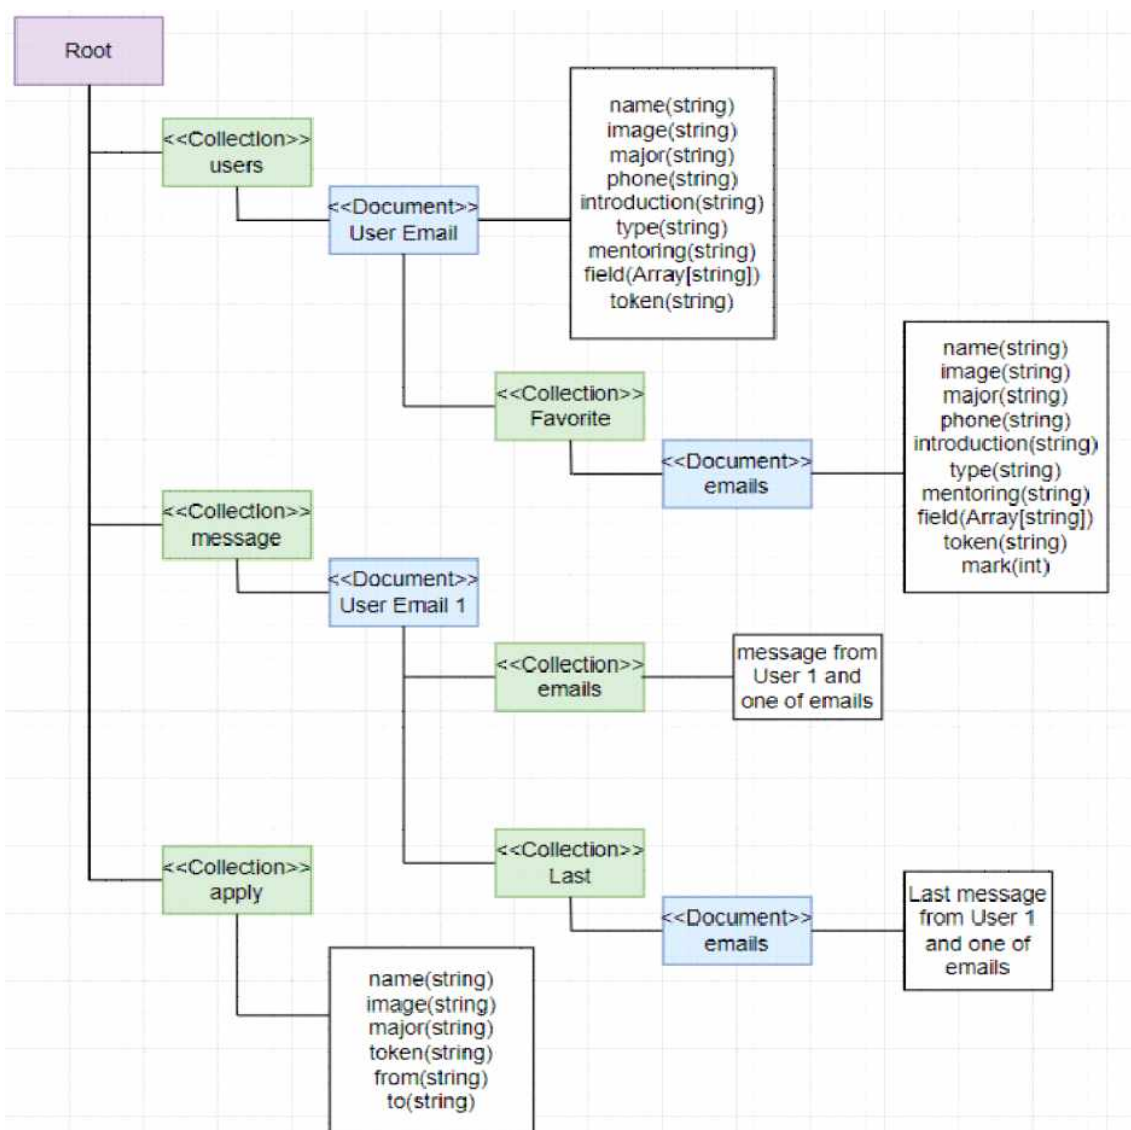 Root
<<Collection>>
users
<<Document>>
User Email
name(string)
image(string)
major(string)
phone(string)
introduction(string)
type(string)
mentoring(string)
field(Array[string])
token(string)
<<Collection>>
Favorite
<<Document>>
emails
name(string)
image(string)
major(string)
phone(string)
introduction(string)
type(string)
mentoring(string)
field(Array[string])
token(string)
mark(int)
<<Collection>>
message
<<Document>>
User Email 1
<<Collection>>
emails
message from
User 1 and
one of emails
<<Collection>>
Last
<<Document>>
emails
Last message
from User 1
and one of
emails
<<Collection>>
apply
name(string)
image(string)
major(string)
token(string)
from(string)
to(string)